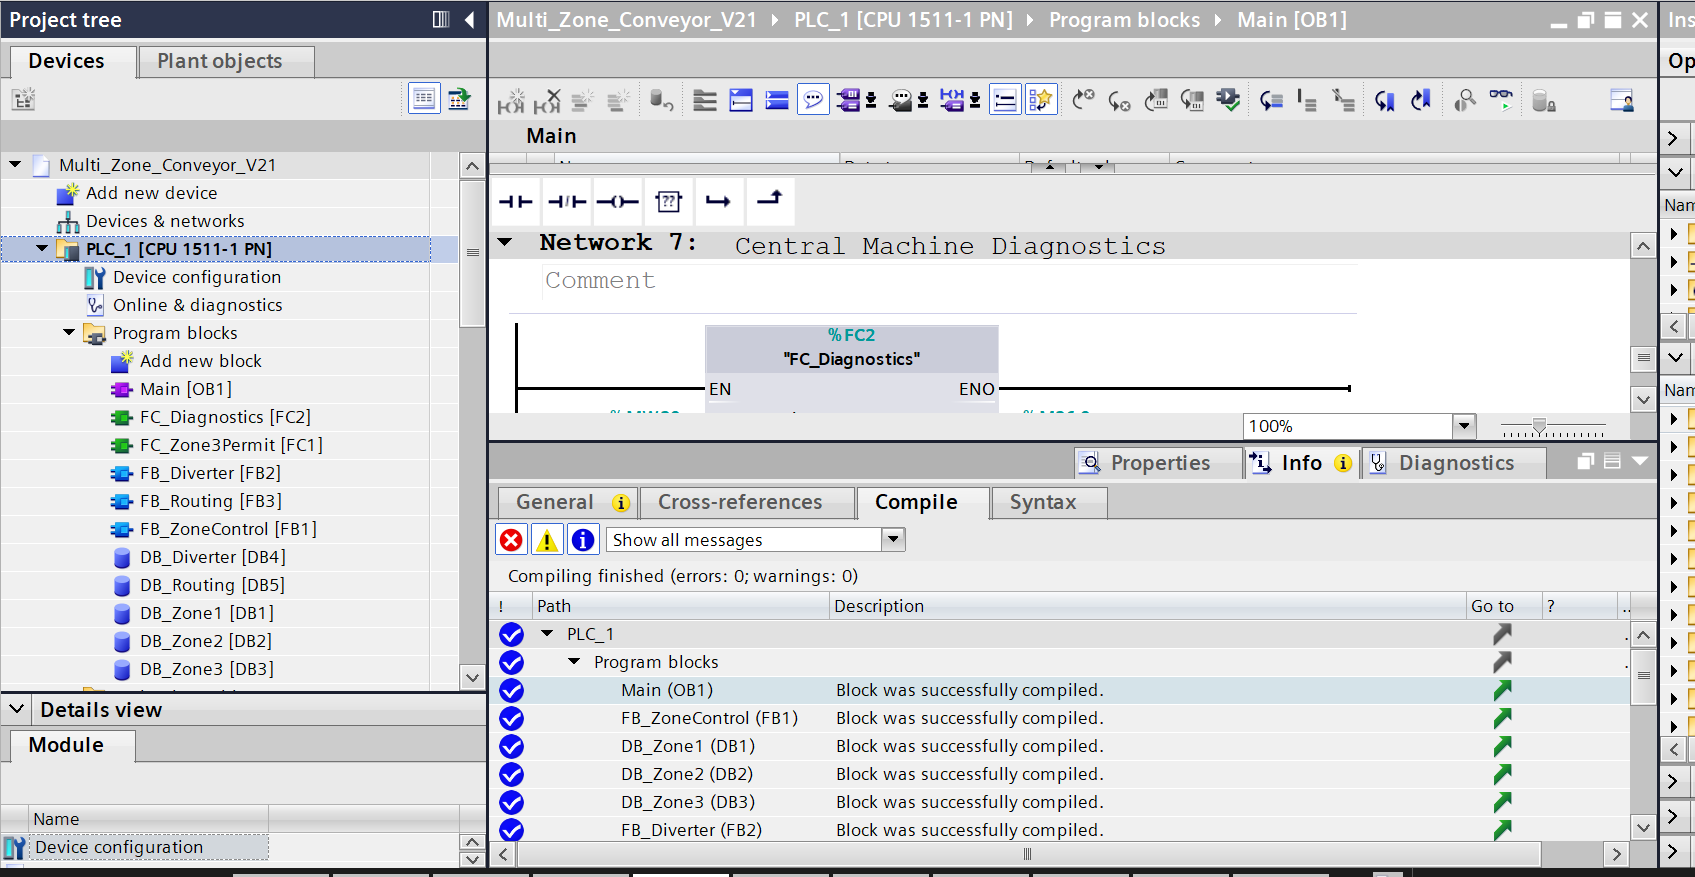 Project tree
Devices
Plant objects
Multi_Zone_Conveyor_V21
Add new device
Devices & networks
PLC_1 [CPU 1511-1 PN]
Device configuration
Online & diagnostics
Program blocks
Add new block
Main [OB1]
FC_Diagnostics [FC2]
FC_Zone3Permit [FC1]
FB_Diverter [FB2]
FB_Routing [FB3]
FB_ZoneControl [FB1]
DB_Diverter [DB4]
DB_Routing [DB5]
DB_Zone1 [DB1]
DB_Zone2 [DB2]
DB_Zone3 [DB3]
Details view
Module
Name
Device configuration
Multi_Zone_Conveyor_V21 PLC_1 [CPU 1511-1 PN] Program blocks Main [OB1]
Main
??
Network 7: Central Machine Diagnostics
Comment
%FC2
"FC_Diagnostics"
EN ENO
100%
Properties
Info
Diagnostics
General
Cross-references
Compile
Syntax
Show all messages
Compiling finished (errors: 0; warnings: 0)
! Path Description Go to ? ..
PLC_1
Program blocks
Main (OB1) Block was successfully compiled.
FB_ZoneControl (FB1) Block was successfully compiled.
DB_Zone1 (DB1) Block was successfully compiled.
DB_Zone2 (DB2) Block was successfully compiled.
DB_Zone3 (DB3) Block was successfully compiled.
FB_Diverter (FB2) Block was successfully compiled.